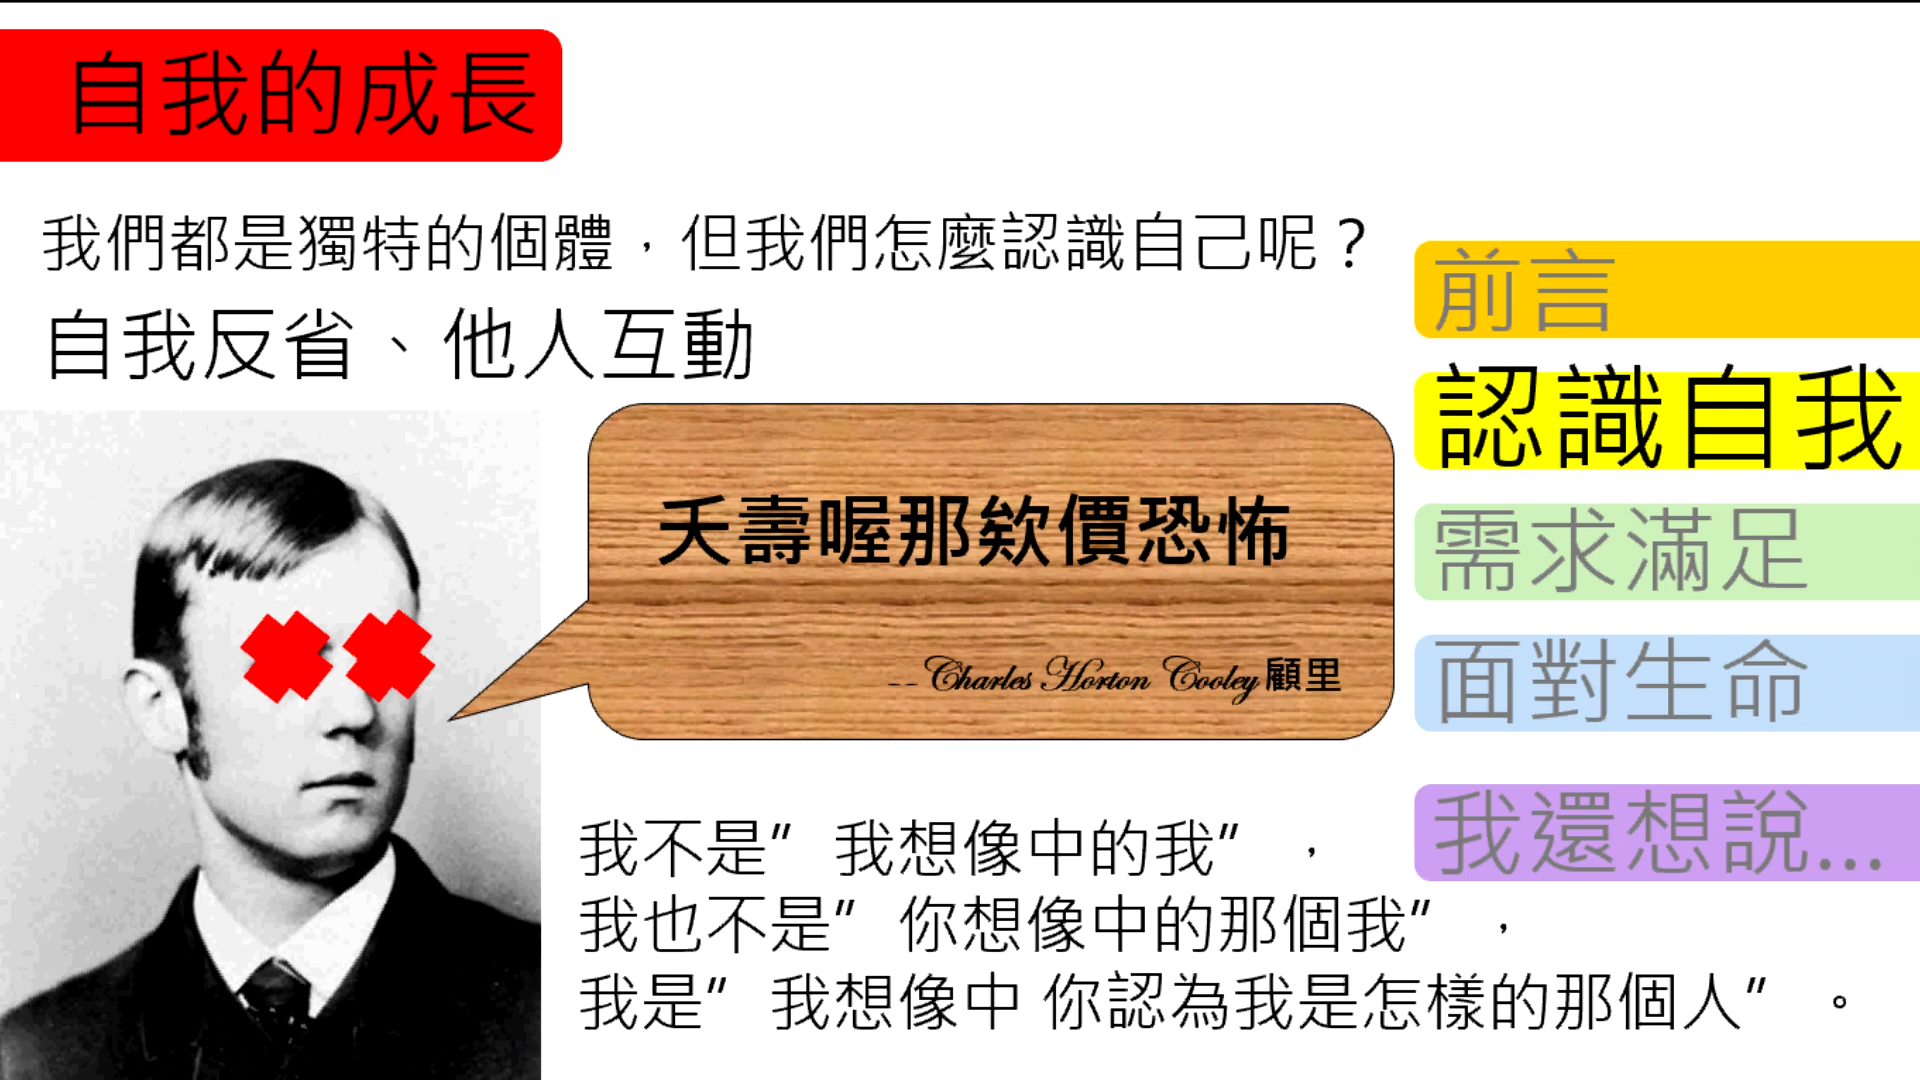 自我的成長
我們都是獨特的個體，但我們怎麼認識自己呢？
自我反省、他人互動
夭壽喔那欸價恐怖
-- Charles Horton Cooley 顧里
我不是”我想像中的我”，
我也不是”你想像中的那個我”，
我是”我想像中 你認為我是怎樣的那個人”。
前言
認識自我
需求滿足
面對生命
我還想說...